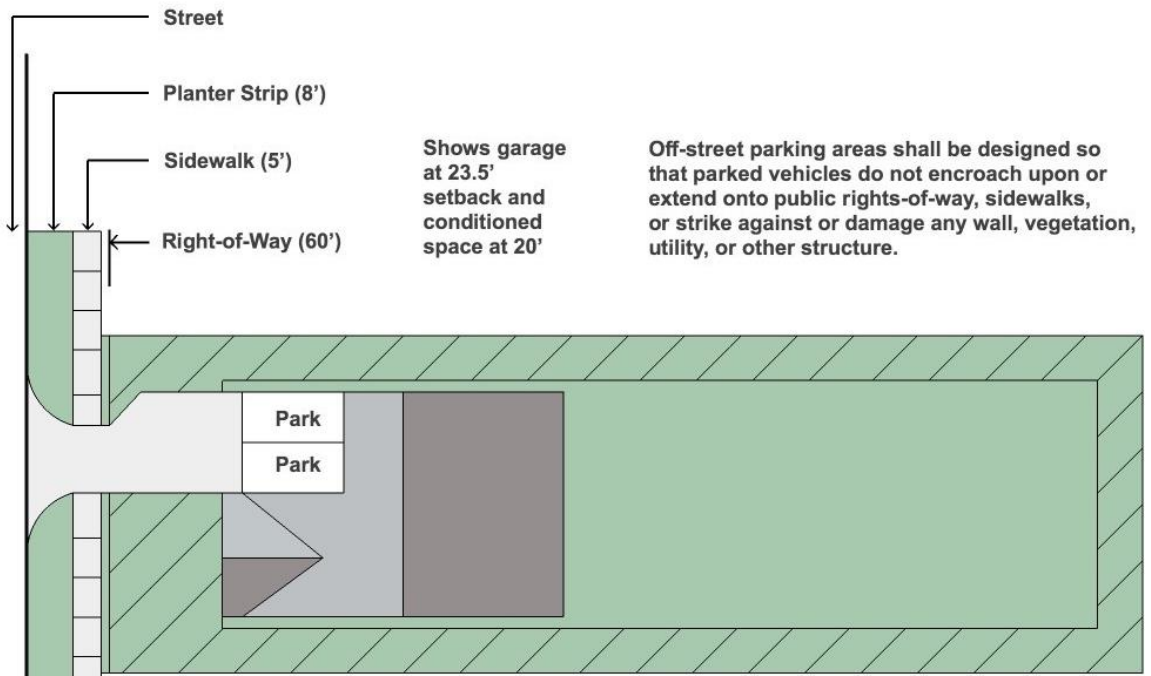 Street
Planter Strip (8’)
Sidewalk (5’)
Right-of-Way (60’)
Shows garage
at 23.5’
setback and
conditioned
space at 20’
Off-street parking areas shall be designed so
that parked vehicles do not encroach upon or
extend onto public rights-of-way, sidewalks,
or strike against or damage any wall, vegetation,
utility, or other structure.
Park
Park